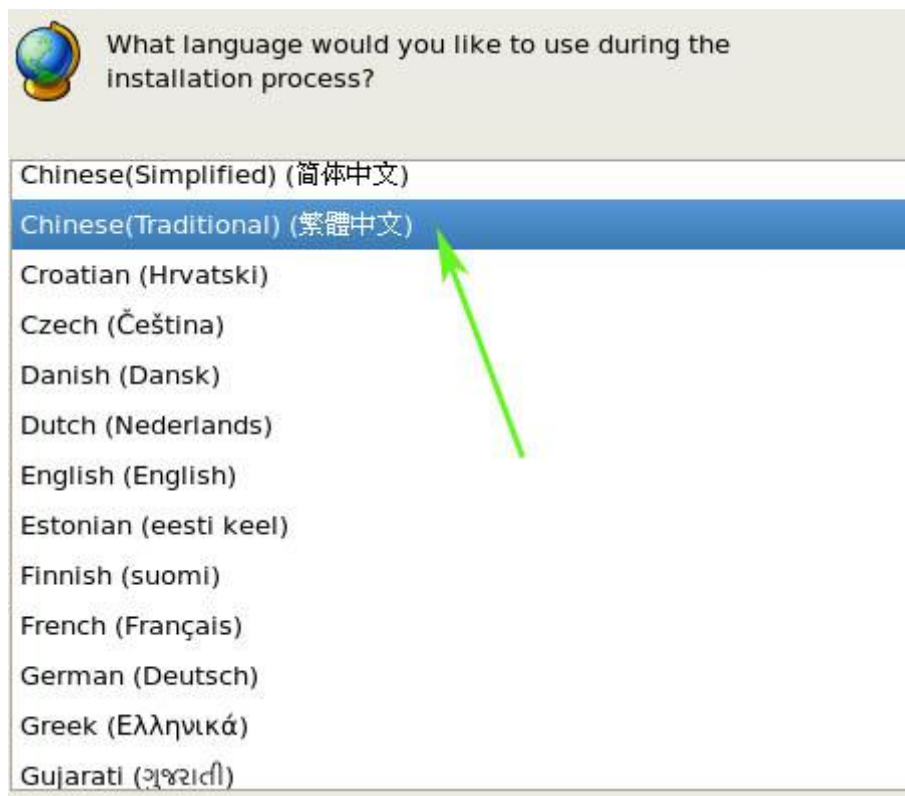 What language would you like to use during the
installation process?
Chinese(Simplified) (简体中文)
Chinese(Traditional) (繁體中文)
Croatian (Hrvatski)
Czech (Čeština)
Danish (Dansk)
Dutch (Nederlands)
English (English)
Estonian (eesti keel)
Finnish (suomi)
French (Français)
German (Deutsch)
Greek (Ελληνικά)
Gujarati (ગુજરાતી)